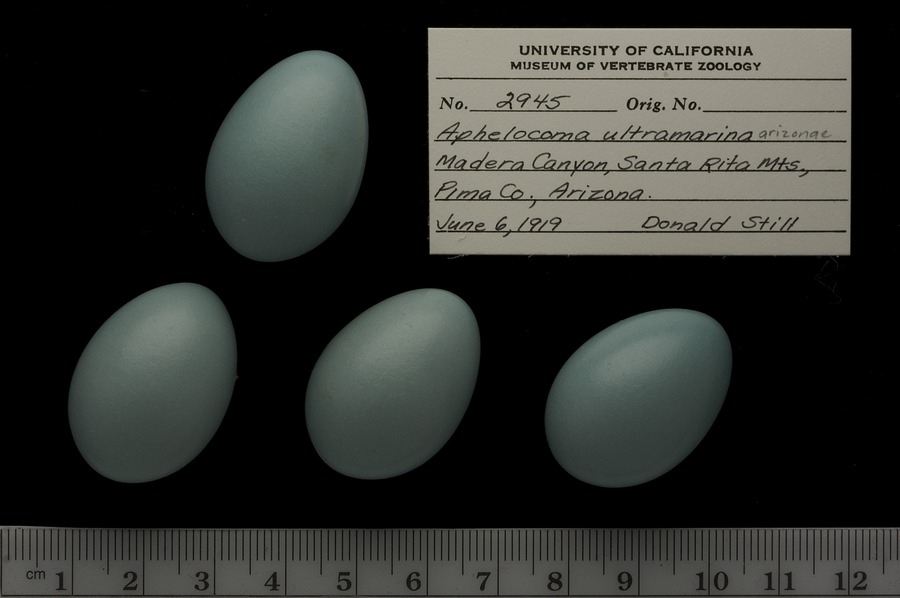 UNIVERSITY OF CALIFORNIA
MUSEUM OF VERTEBRATE ZOOLOGY
No. 2945 Orig. No.
Aphelocoma ultramarina arizonae
Madera Canyon, Santa Rita Mts.,
Pima Co., Arizona.
June 6, 1919 Donald Still
cm 1 2 3 4 5 6 7 8 9 10 11 12